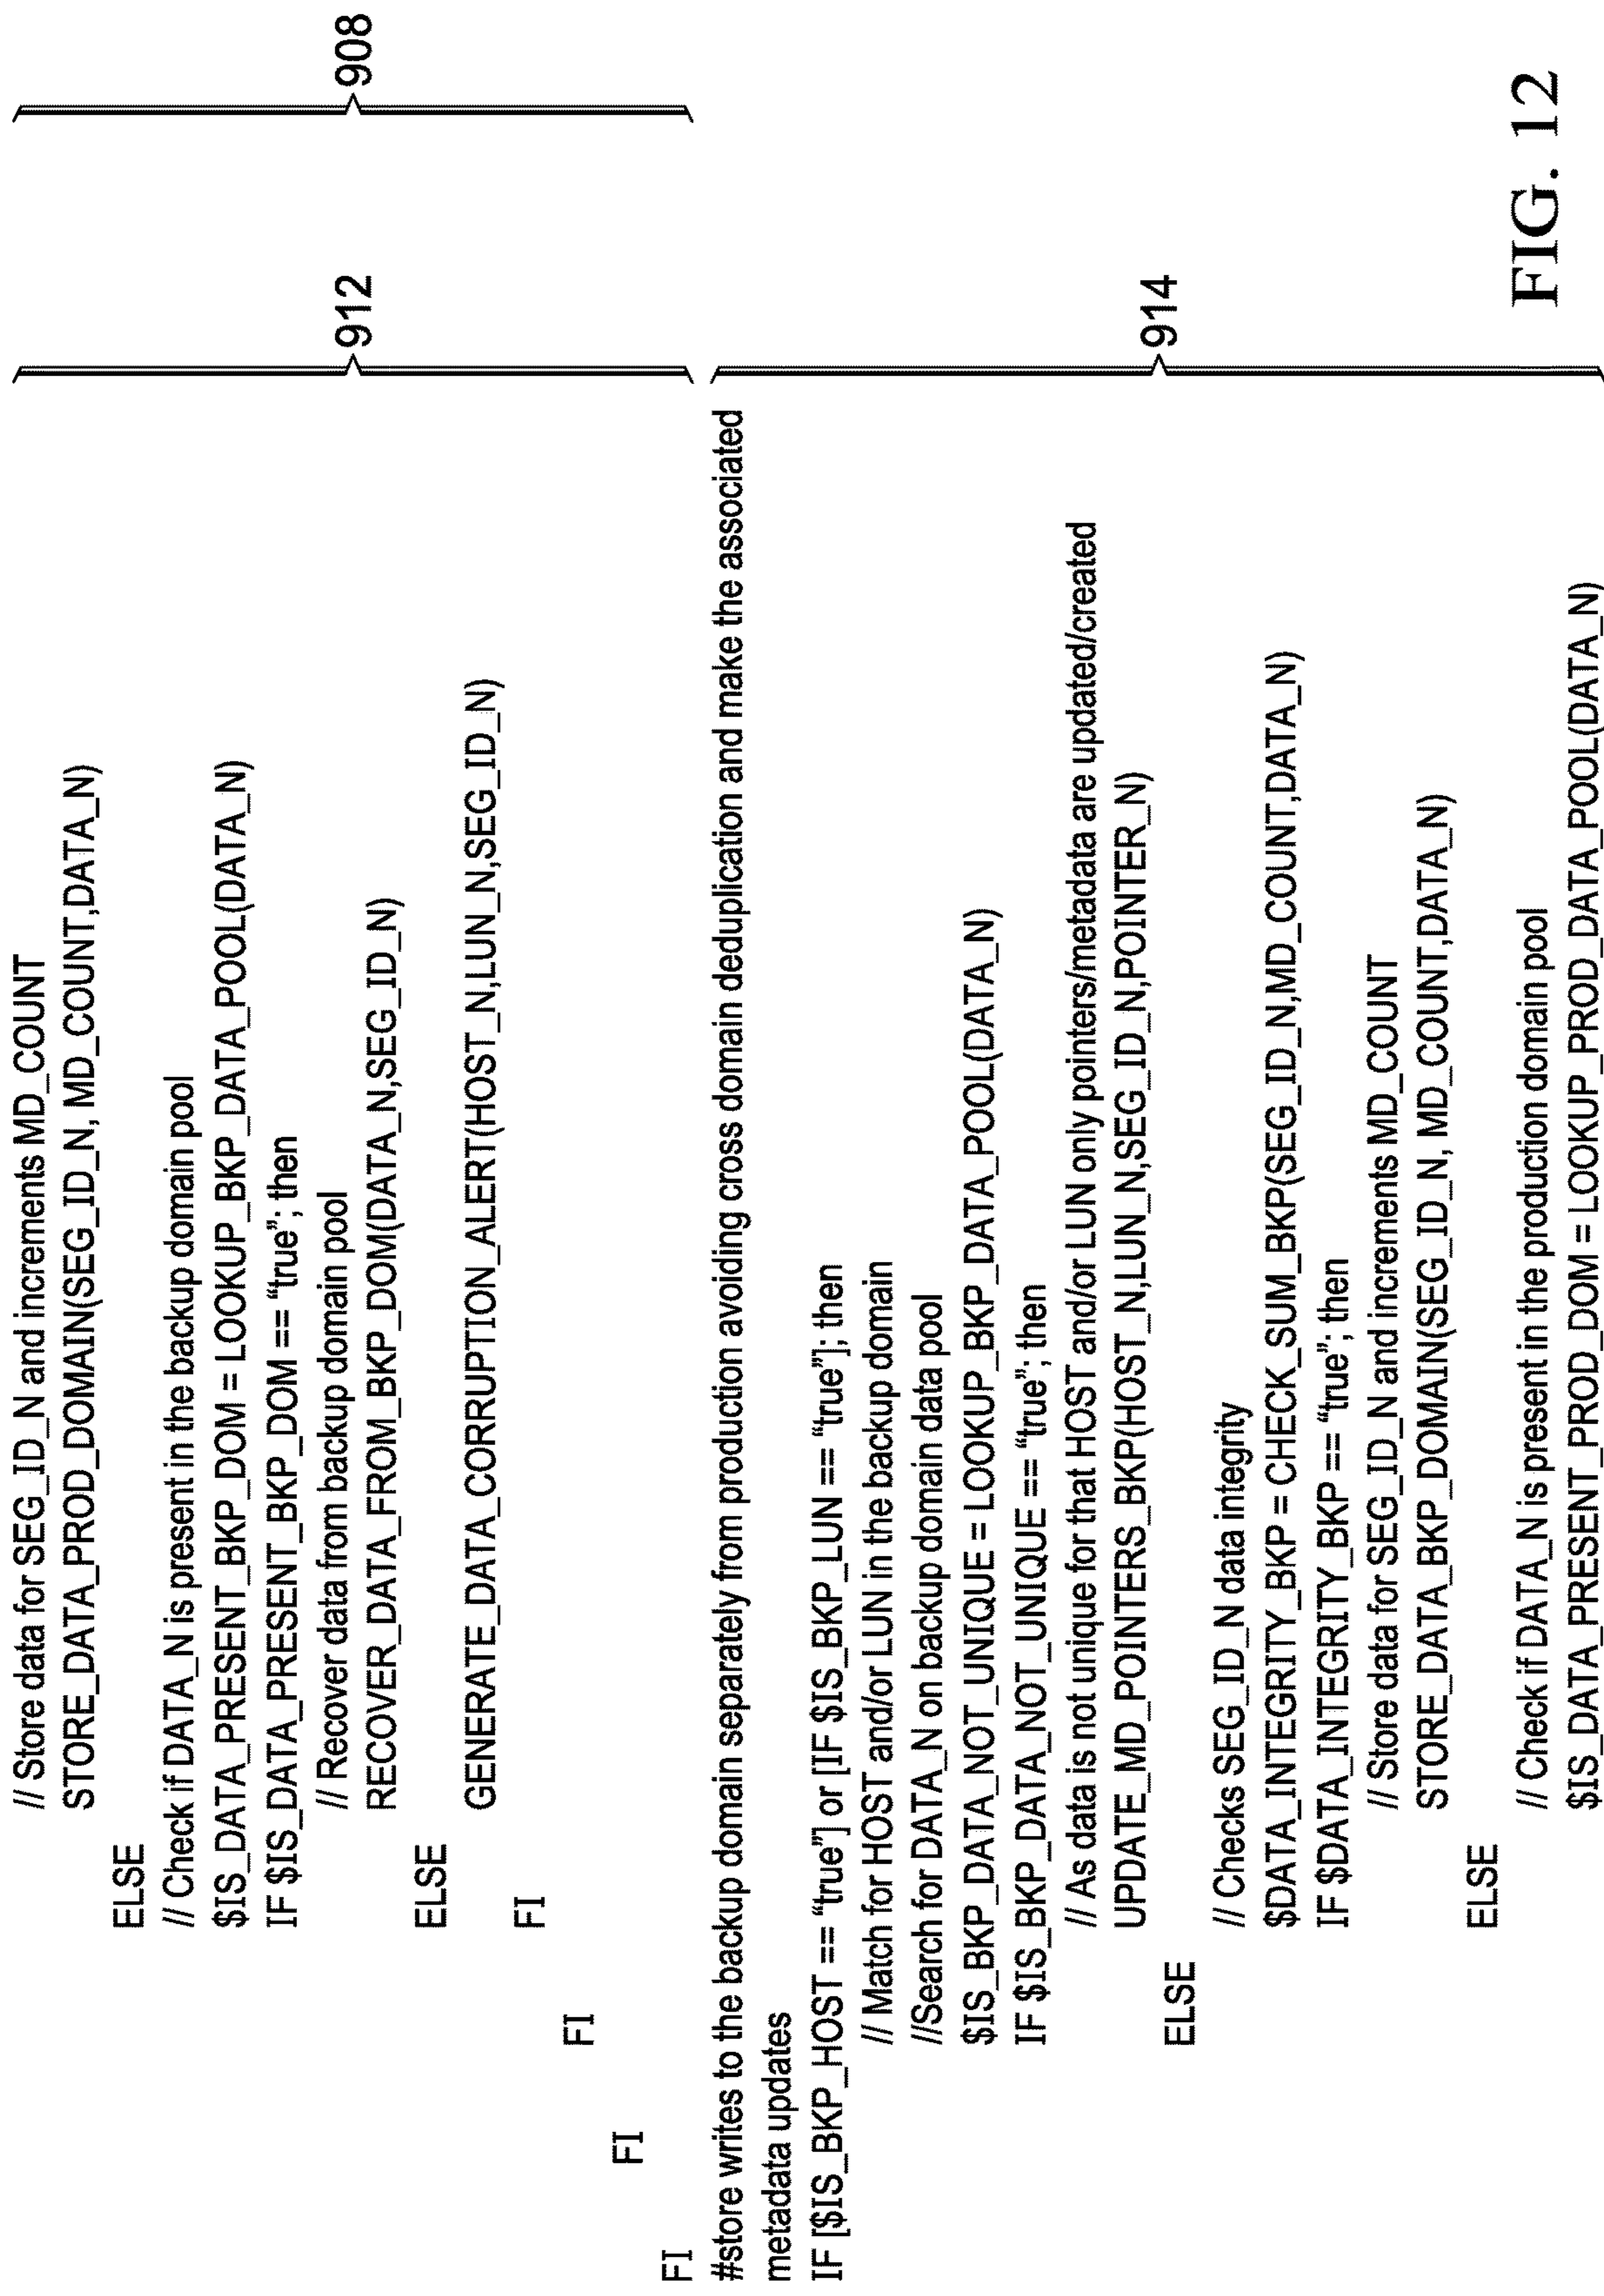 // Store data for SEG_ID_N and increments MD_COUNT
STORE_DATA_PROD_DOMAIN(SEG_ID_N, MD_COUNT,DATA_N)
ELSE
// Check if DATA_N is present in the backup domain pool
$IS_DATA_PRESENT_BKP_DOM = LOOKUP_BKP_DATA_POOL(DATA_N)
IF $IS_DATA_PRESENT_BKP_DOM == “true”; then
// Recover data from backup domain pool
RECOVER_DATA_FROM_BKP_DOM(DATA_N,SEG_ID_N)
ELSE
GENERATE_DATA_CORRUPTION_ALERT(HOST_N,LUN_N,SEG_ID_N)
FI
FI
FI
FI
912
908
#store writes to the backup domain separately from production avoiding cross domain deduplication and make the associated
metadata updates
IF [$IS_BKP_HOST == “true”] or [IF $IS_BKP_LUN == “true”]; then
// Match for HOST and/or LUN in the backup domain
//Search for DATA_N on backup domain data pool
$IS_BKP_DATA_NOT_UNIQUE = LOOKUP_BKP_DATA_POOL(DATA_N)
IF $IS_BKP_DATA_NOT_UNIQUE == “true”; then
// As data is not unique for that HOST and/or LUN only pointers/metadata are updated/created
UPDATE_MD_POINTERS_BKP(HOST_N,LUN_N,SEG_ID_N,POINTER_N)
ELSE
// Checks SEG_ID_N data integrity
$DATA_INTEGRITY_BKP = CHECK_SUM_BKP(SEG_ID_N,MD_COUNT,DATA_N)
IF $DATA_INTEGRITY_BKP == “true”; then
// Store data for SEG_ID_N and increments MD_COUNT
STORE_DATA_BKP_DOMAIN(SEG_ID_N, MD_COUNT,DATA_N)
ELSE
// Check if DATA_N is present in the production domain pool
$IS_DATA_PRESENT_PROD_DOM = LOOKUP_PROD_DATA_POOL(DATA_N)
914
FIG. 12